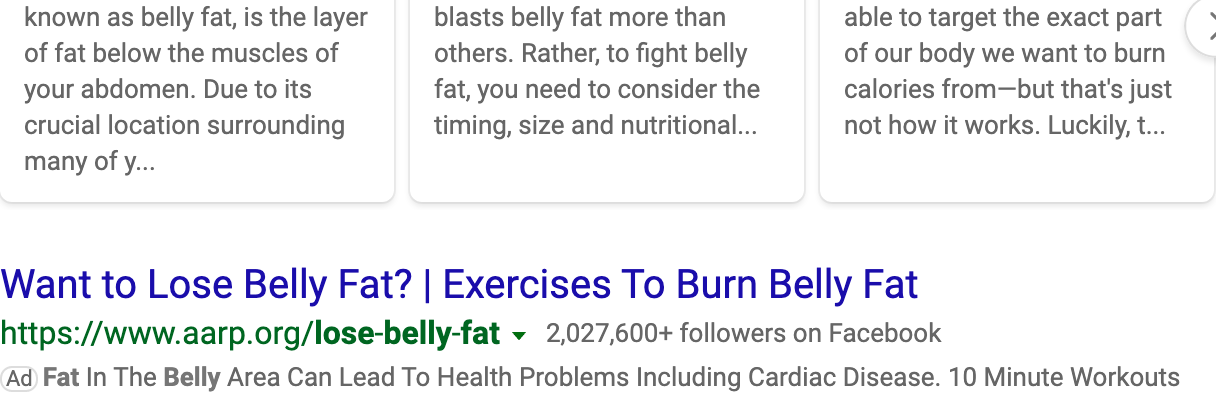 known as belly fat, is the layer
of fat below the muscles of
your abdomen. Due to its
crucial location surrounding
many of y...
blasts belly fat more than
others. Rather, to fight belly
fat, you need to consider the
timing, size and nutritional...
able to target the exact part
of our body we want to burn
calories from—but that's just
not how it works. Luckily, t...
Want to Lose Belly Fat? | Exercises To Burn Belly Fat
https://www.aarp.org/lose-belly-fat 2,027,600+ followers on Facebook
Ad Fat In The Belly Area Can Lead To Health Problems Including Cardiac Disease. 10 Minute Workouts